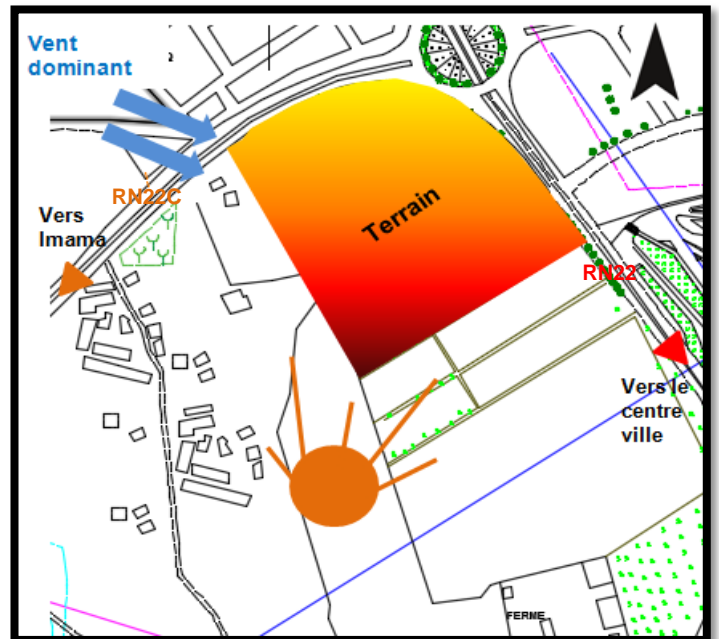 Vent
dominant
RN22C
Vers
Imama
Terrain
RN22
Vers le
centre
ville
FERME